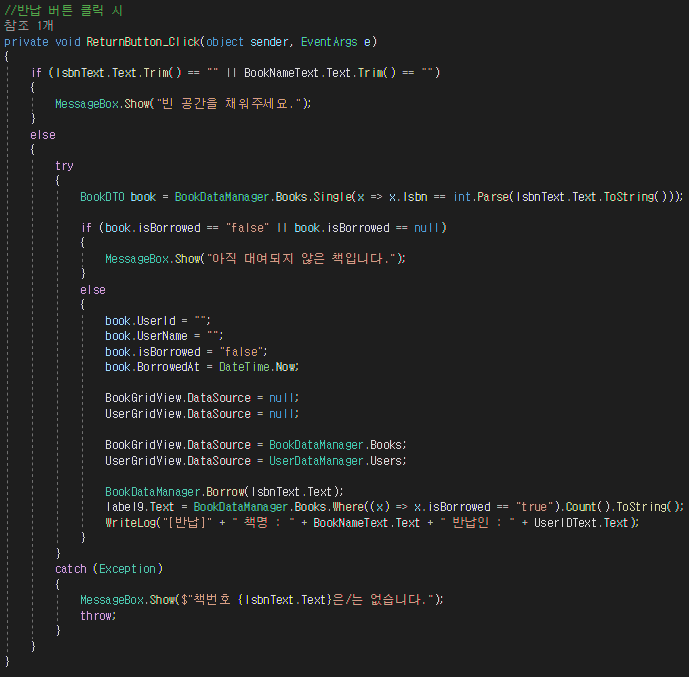 //반납 버튼 클릭 시
참조 1개
private void ReturnButton_Click(object sender, EventArgs e)
{
if (IsbnText.Text.Trim() == "" || BookNameText.Text.Trim() == "")
{
MessageBox.Show("빈 공간을 채워주세요.");
}
else
{
try
{
BookDTO book = BookDataManager.Books.Single(x => x.Isbn == int.Parse(IsbnText.Text.ToString()));
if (book.isBorrowed == "false" || book.isBorrowed == null)
{
MessageBox.Show("아직 대여되지 않은 책입니다.");
}
else
{
book.UserId = "";
book.UserName = "";
book.isBorrowed = "false";
book.BorrowedAt = DateTime.Now;
BookGridView.DataSource = null;
UserGridView.DataSource = null;
BookGridView.DataSource = BookDataManager.Books;
UserGridView.DataSource = UserDataManager.Users;
BookDataManager.Borrow(IsbnText.Text);
label9.Text = BookDataManager.Books.Where((x) => x.isBorrowed == "true").Count().ToString();
WriteLog("[반납]" + " 책명 : " + BookNameText.Text + " 반납인 : " + UserIDText.Text);
}
}
catch (Exception)
{
MessageBox.Show($"책번호 {IsbnText.Text}은/는 없습니다.");
throw;
}
}
}